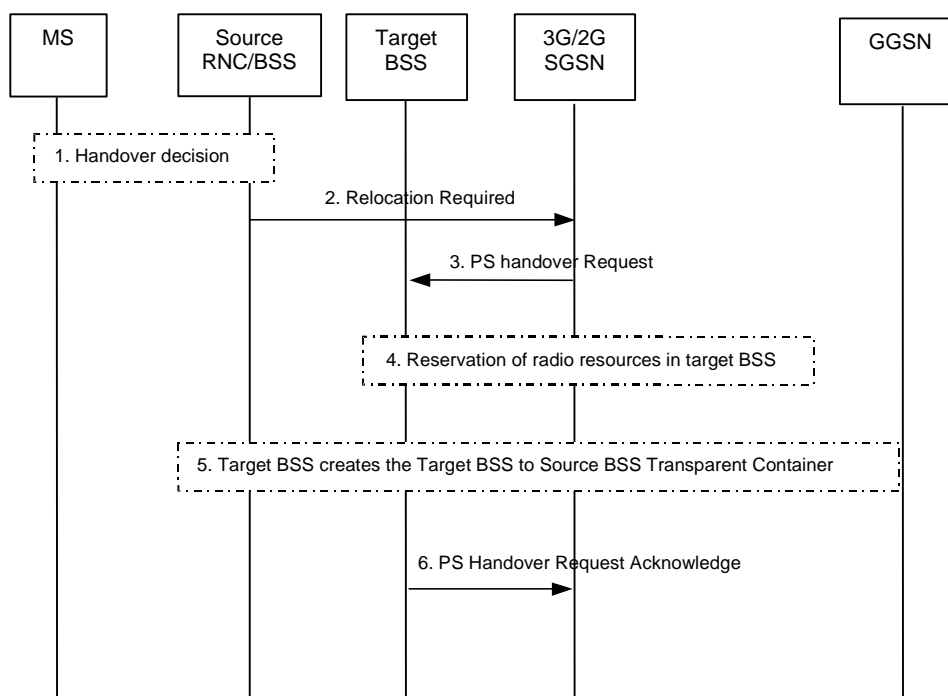 MS
Source
RNC/BSS
Target
BSS
3G/2G
SGSN
GGSN
1. Handover decision
2. Relocation Required
3. PS handover Request
4. Reservation of radio resources in target BSS
5. Target BSS creates the Target BSS to Source BSS Transparent Container
6. PS Handover Request Acknowledge